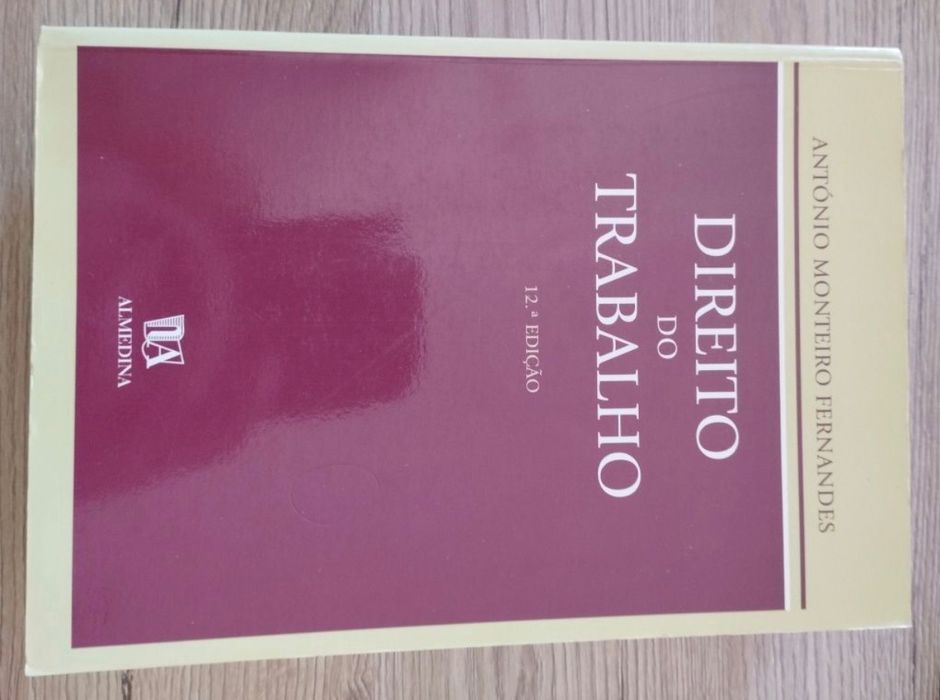 ANTÓNIO MONTEIRO FERNANDES
DIREITO
DO
TRABALHO
12.ª EDIÇÃO
ALMEDINA